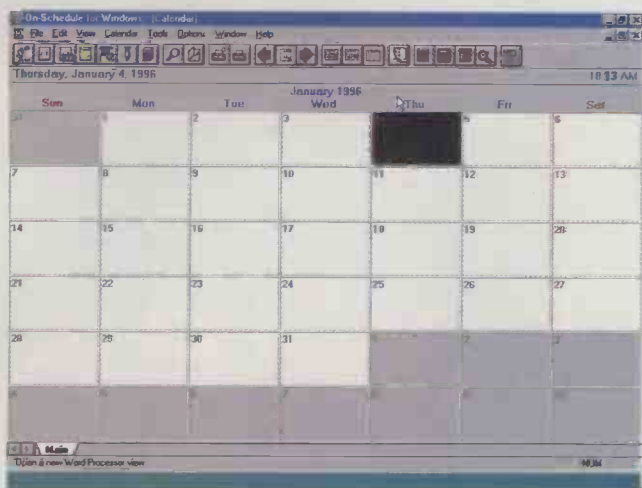 On-Schedule for Windows - [Calendar]
File Edit View Calendar Tools Options Window Help
Thursday, January 4, 1996
January 1996
Sun Mon Tue Wed Thu Fri Sat
31 1 2 3 5 6
7 8 9 10 11 12 13
14 15 16 17 18 19 20
21 22 23 24 25 26 27
28 29 30 31
Main
Open a new Word Processor view
NUM